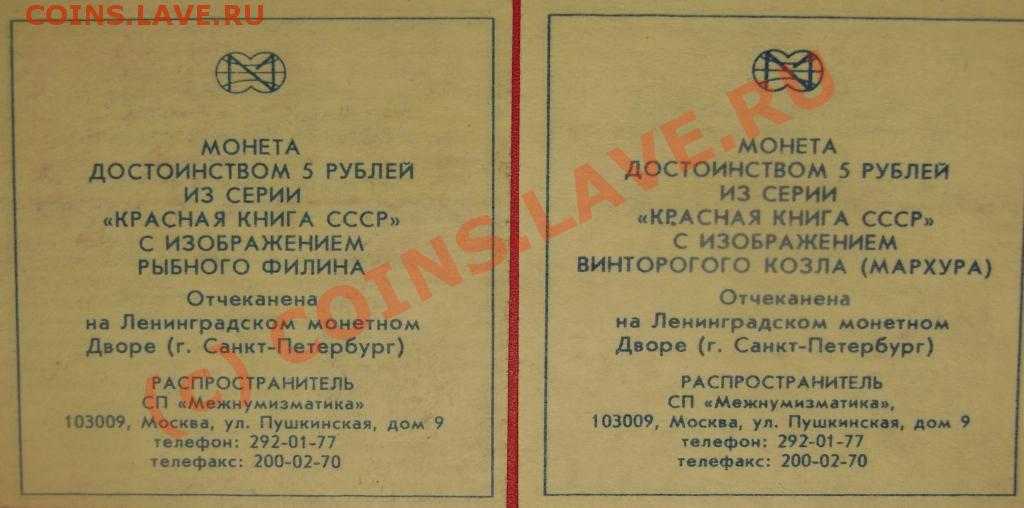 COINS.LAVE.RU
МОНЕТА
ДОСТОИНСТВОМ 5 РУБЛЕЙ
ИЗ СЕРИИ
«КРАСНАЯ КНИГА СССР»
С ИЗОБРАЖЕНИЕМ
РЫБНОГО ФИЛИНА
Отчеканена
на Ленинградском монетном
Дворе (г. Санкт-Петербург)
РАСПРОСТРАНИТЕЛЬ
СП «Межнумизматика»
103009, Москва, ул. Пушкинская, дом 9
телефон: 292-01-77
телефакс: 200-02-70
МОНЕТА
ДОСТОИНСТВОМ 5 РУБЛЕЙ
ИЗ СЕРИИ
«КРАСНАЯ КНИГА СССР»
С ИЗОБРАЖЕНИЕМ
ВИНТОРОГОГО КОЗЛА (МАРХУРА)
Отчеканена
на Ленинградском монетном
Дворе (г. Санкт-Петербург)
РАСПРОСТРАНИТЕЛЬ
СП «Межнумизматика»,
103009, Москва, ул. Пушкинская, дом 9
телефон: 292-01-77
телефакс: 200-02-70
(c) COINS.LAVE.RU